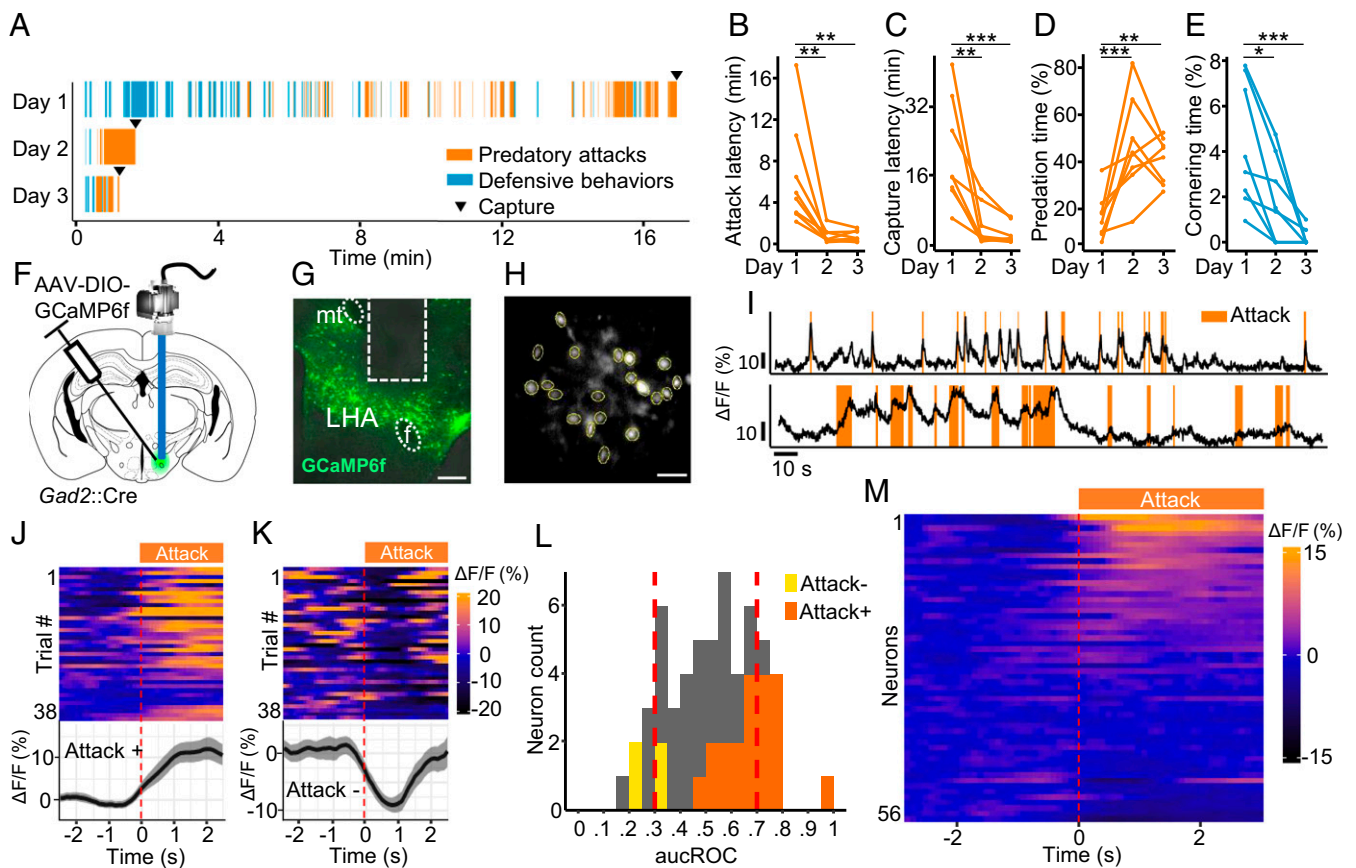 A
Day 1
Day 2
Day 3
Predatory attacks
Defensive behaviors
Capture
0 4 8 12 16
Time (min)
B
** **
Attack latency (min)
16
12
8
4
0
Day 1 2 3
C
*** **
Capture latency (min)
32
16
0
Day 1 2 3
D
** ***
Predation time (%)
80
60
40
20
0
Day 1 2 3
E
*** *
Cornering time (%)
8
6
4
2
0
Day 1 2 3
F
AAV-DIO-
GCaMP6f
Gad2::Cre
G
mt
LHA
f
GCaMP6f
H
I
Attack
ΔF/F (%)
10
10
10 s
J
Attack
1
Trial #
38
ΔF/F (%)
10
0
Attack +
-2 -1 0 1 2
Time (s)
K
Attack
1
Trial #
38
ΔF/F (%)
20
10
0
-10
-20
ΔF/F (%)
0
-10
Attack -
-2 -1 0 1 2
Time (s)
L
Attack-
Attack+
Neuron count
6
4
2
0
0 .1 .2 .3 .4 .5 .6 .7 .8 .9 1
aucROC
M
Attack
1
Neurons
56
-2 0 2
Time (s)
ΔF/F (%)
15
0
-15